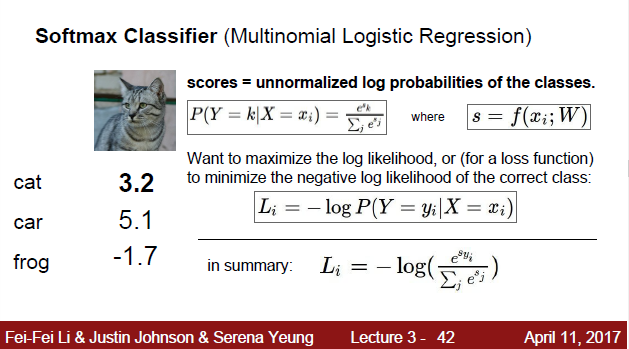 Softmax Classifier (Multinomial Logistic Regression)
scores = unnormalized log probabilities of the classes.
P(Y = k|X = x_i) = \frac{e^{s_k}}{\sum_j e^{s_j}} where s = f(x_i; W)
Want to maximize the log likelihood, or (for a loss function)
to minimize the negative log likelihood of the correct class:
cat 3.2
L_i = − log P(Y = y_i|X = x_i)
car 5.1
frog -1.7
in summary: L_i = − log(\frac{e^{s_{y_i}}}{\sum_j e^{s_j}})
Fei-Fei Li & Justin Johnson & Serena Yeung Lecture 3 - 42 April 11, 2017